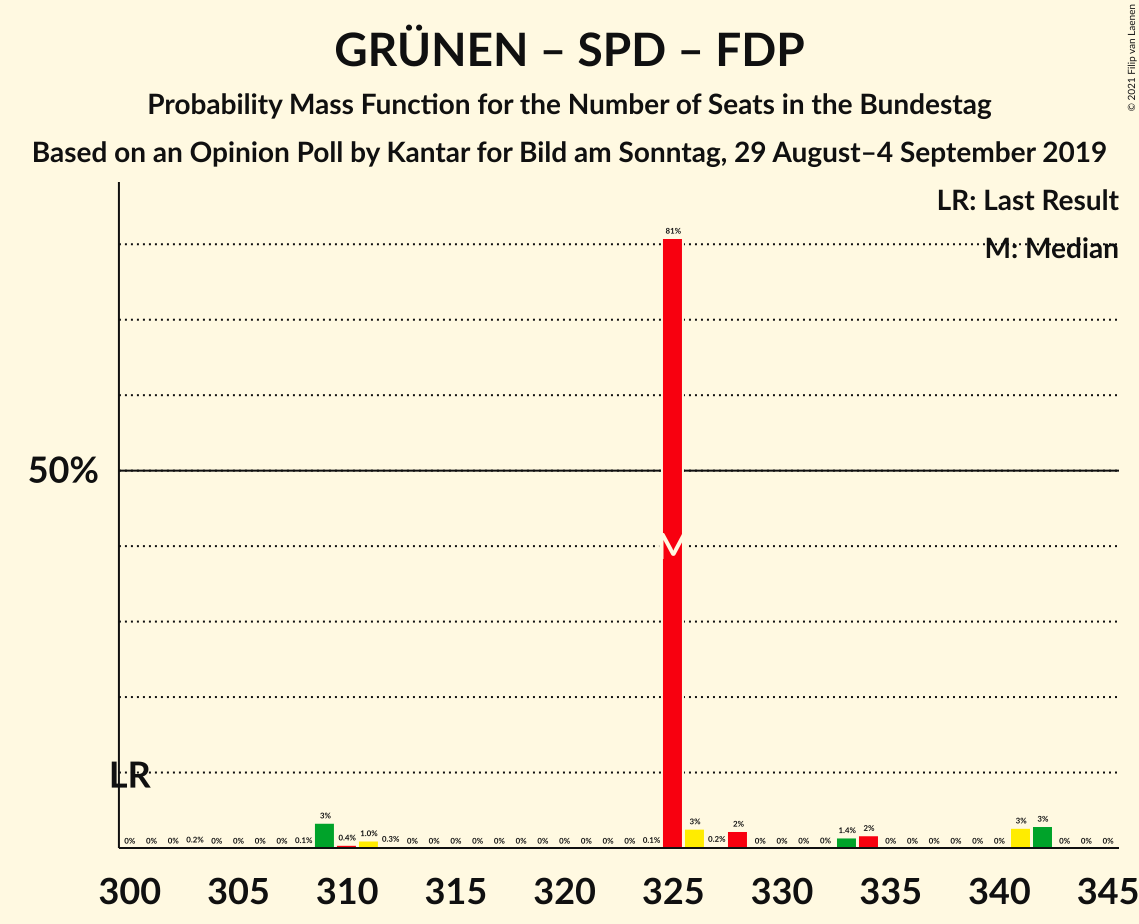 GRÜNEN – SPD – FDP
Probability Mass Function for the Number of Seats in the Bundestag
Based on an Opinion Poll by Kantar for Bild am Sonntag, 29 August–4 September 2019
© 2021 Filip van Laenen
LR: Last Result
M: Median
50%
LR
M
0% 0% 0% 0.2% 0% 0% 0% 0% 0.1% 3% 0.4% 1.0% 0.3% 0% 0% 0% 0% 0% 0% 0% 0% 0% 0% 0% 0.1% 81% 3% 0.2% 2% 0% 0% 0% 0% 1.4% 2% 0% 0% 0% 0% 0% 0% 3% 3% 0% 0% 0%
300 305 310 315 320 325 330 335 340 345